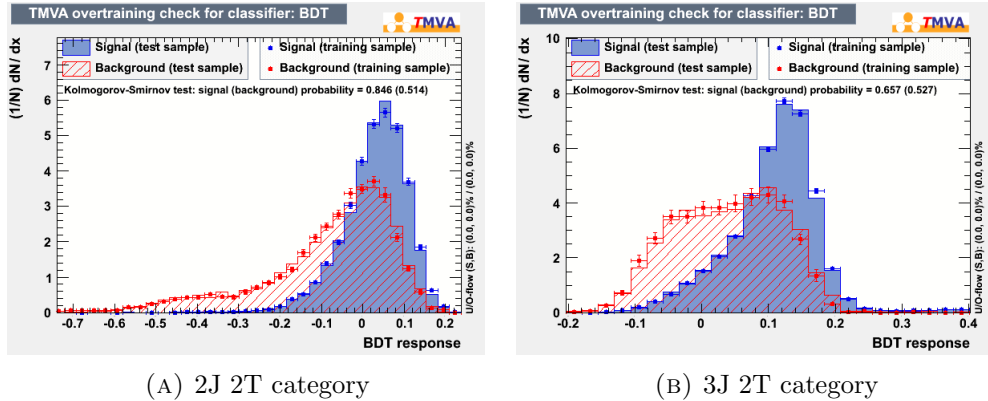 TMVA overtraining check for classifier: BDT
TMVA
(1/N) dN/ dx
Signal (test sample)
Background (test sample)
Signal (training sample)
Background (training sample)
Kolmogorov-Smirnov test: signal (background) probability = 0.846 (0.514)
7
6
5
4
3
2
1
0
-0.7 -0.6 -0.5 -0.4 -0.3 -0.2 -0.1 0 0.1 0.2
BDT response
U/O-flow (S,B): (0.0, 0.0)% / (0.0, 0.0)%
(A) 2J 2T category
TMVA overtraining check for classifier: BDT
TMVA
(1/N) dN/ dx
Signal (test sample)
Background (test sample)
Signal (training sample)
Background (training sample)
Kolmogorov-Smirnov test: signal (background) probability = 0.657 (0.527)
10
8
6
4
2
0
-0.2 -0.1 0 0.1 0.2 0.3 0.4
BDT response
U/O-flow (S,B): (0.0, 0.0)% / (0.0, 0.0)%
(B) 3J 2T category